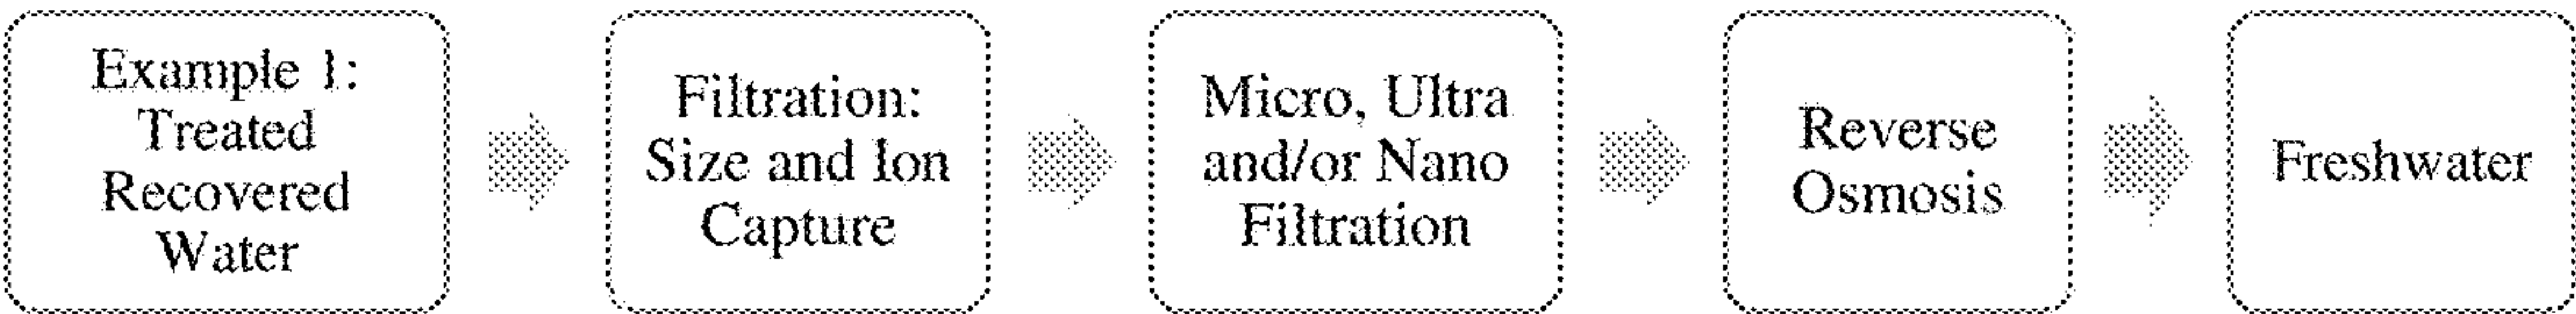 Example 1:
Treated
Recovered
Water
Filtration:
Size and Ion
Capture
Micro, Ultra
and/or Nano
Filtration
Reverse
Osmosis
Freshwater